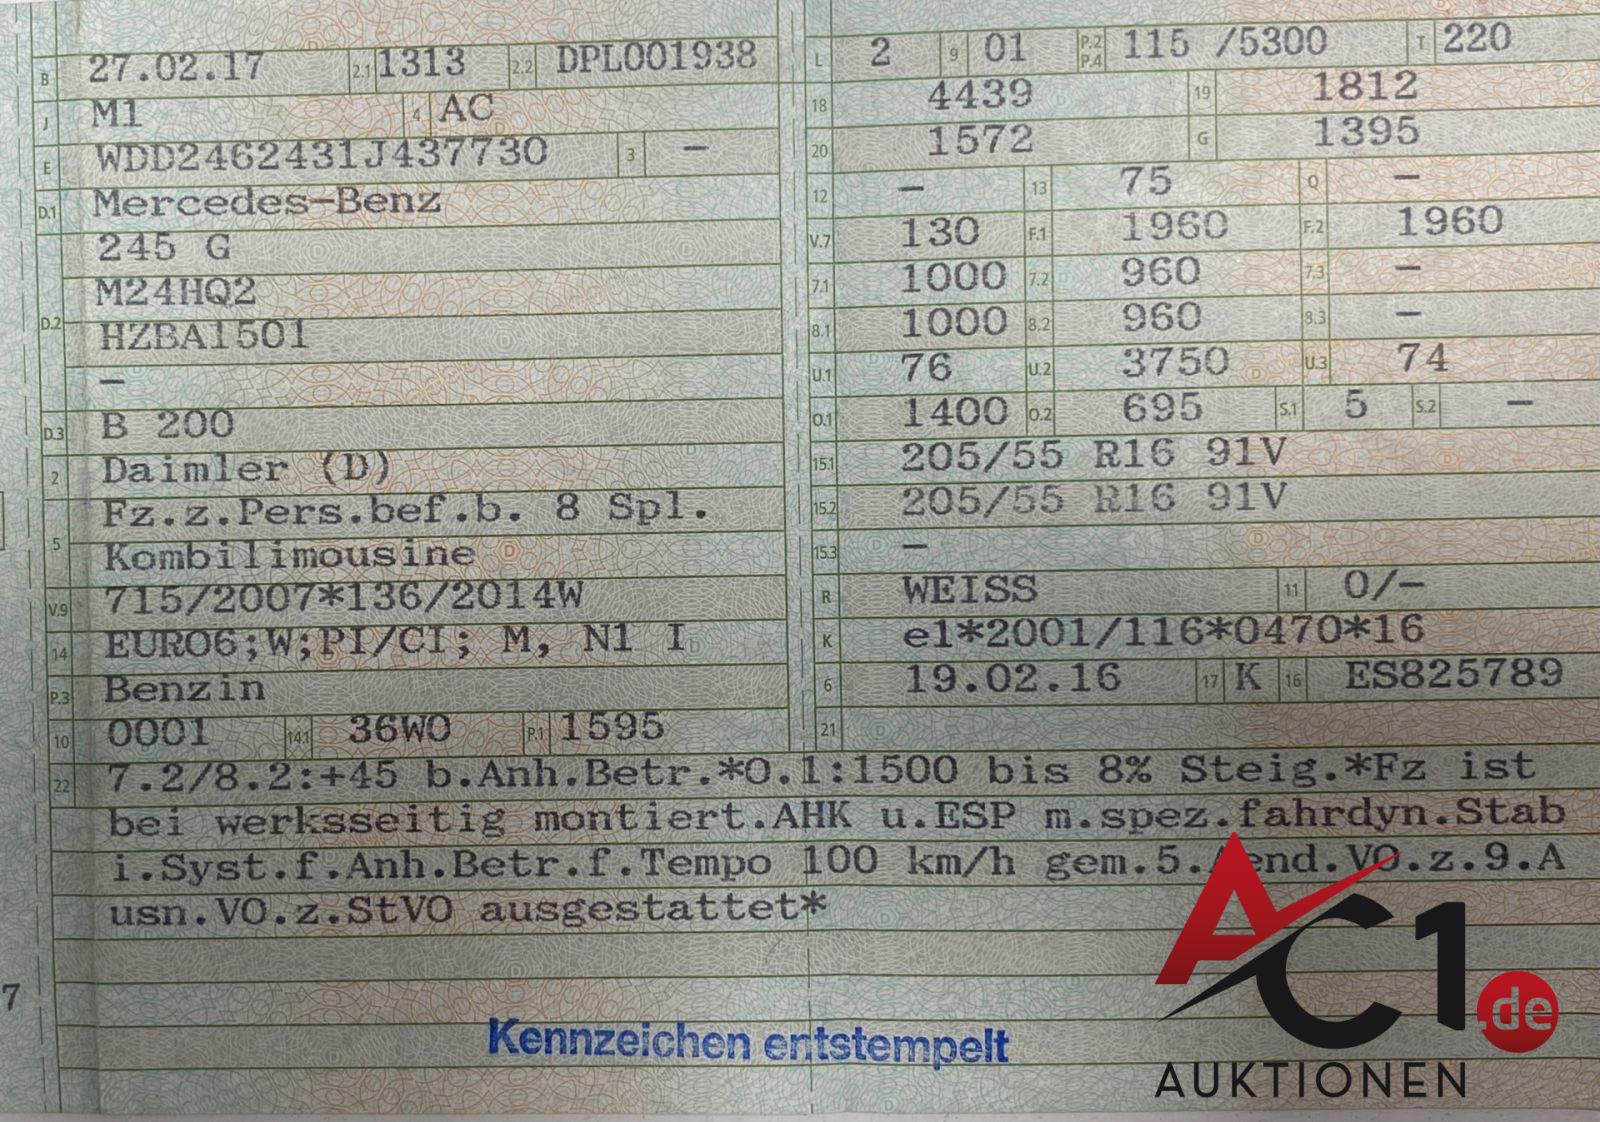 B 27.02.17 2.1 1313 2.2 DPL001938
J M1 4 AC
E WDD2462431J437730 3 –
D.1 Mercedes-Benz
245 G
M24HQ2
D.2
HZBA1501
–
D.3 B 200
2 Daimler (D)
Fz.z.Pers.bef.b. 8 Spl.
5
Kombilimousine
V.9 715/2007*136/2014W
14 EURO6;W;PI/CI; M, N1 I
P.3 Benzin
10 0001 14.1 36W0 P.1 1595
L 2 9 01 P.2 P.4 115 /5300 T 220
18 4439 19 1812
20 1572 G 1395
12 – 13 75 Q –
V.7 130 F.1 1960 F.2 1960
7.1 1000 7.2 960 7.3 –
8.1 1000 8.2 960 8.3 –
U.1 76 U.2 3750 U.3 74
O.1 1400 O.2 695 S.1 5 S.2 –
15.1 205/55 R16 91V
15.2 205/55 R16 91V
15.3 –
R WEISS 11 0/–
K e1*2001/116*0470*16
6 19.02.16 17 K 16 ES825789
21
22 7.2/8.2:+45 b.Anh.Betr.*O.1:1500 bis 8% Steig.*Fz ist
bei werksseitig montiert.AHK u.ESP m.spez.fahrdyn.Stab
i.Syst.f.Anh.Betr.f.Tempo 100 km/h gem.5.Aend.VO.z.9.A
usn.VO.z.StVO ausgestattet*
7
Kennzeichen entstempelt
AC1.de
AUKTIONEN